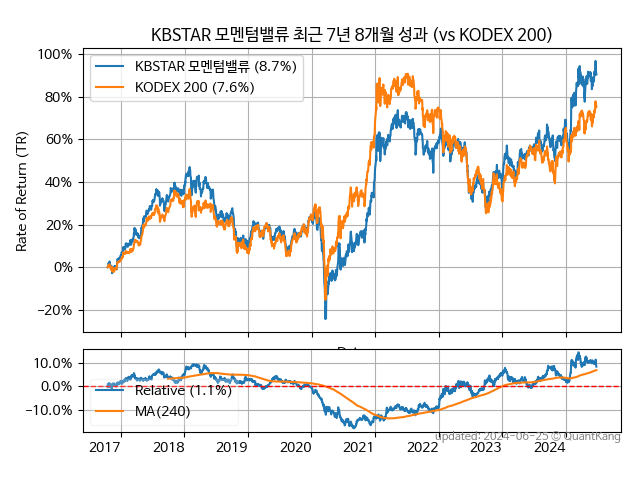 KBSTAR 모멘텀밸류 최근 7년 8개월 성과 (vs KODEX 200)
100%
80%
60%
40%
20%
0%
−20%
Rate of Return (TR)
KBSTAR 모멘텀밸류 (8.7%)
KODEX 200 (7.6%)
10.0%
0.0%
−10.0%
Relative (1.1%)
MA(240)
2017 2018 2019 2020 2021 2022 2023 2024
Updated: 2024-06-25 © QuantKang